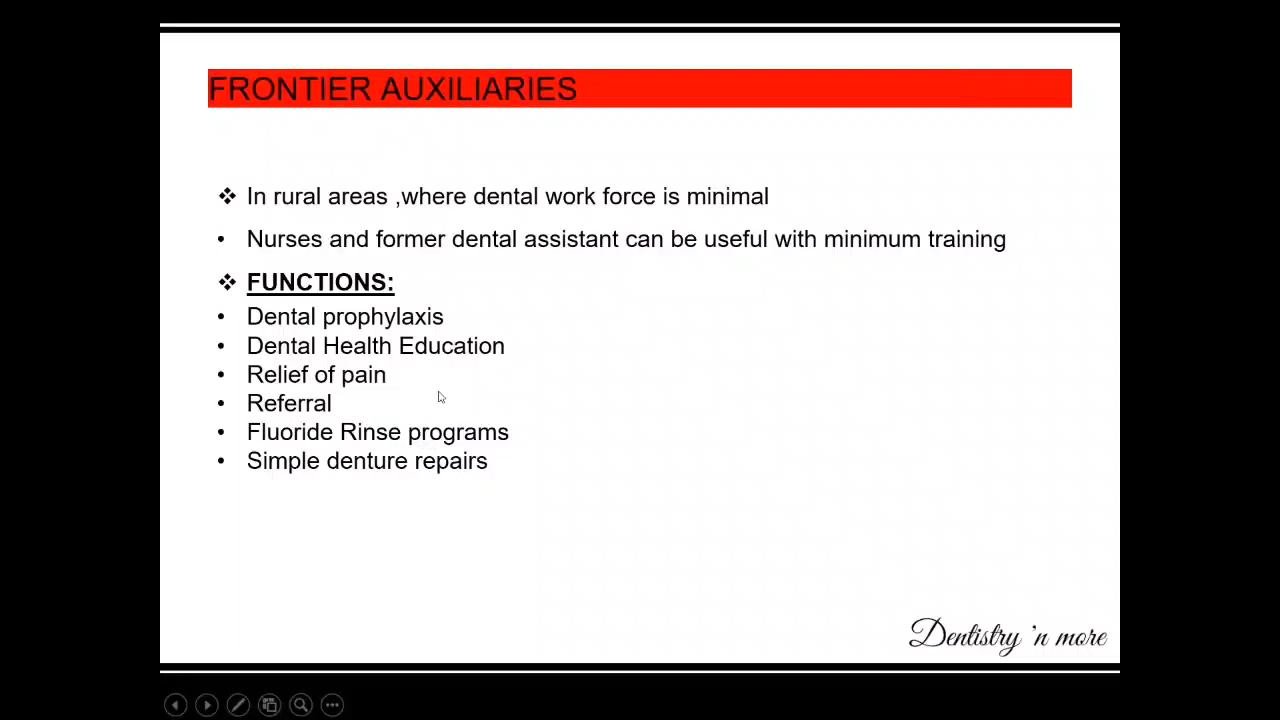 FRONTIER AUXILIARIES
❖ In rural areas ,where dental work force is minimal
• Nurses and former dental assistant can be useful with minimum training
❖ FUNCTIONS:
• Dental prophylaxis
• Dental Health Education
• Relief of pain
• Referral
• Fluoride Rinse programs
• Simple denture repairs
Dentistry 'n more